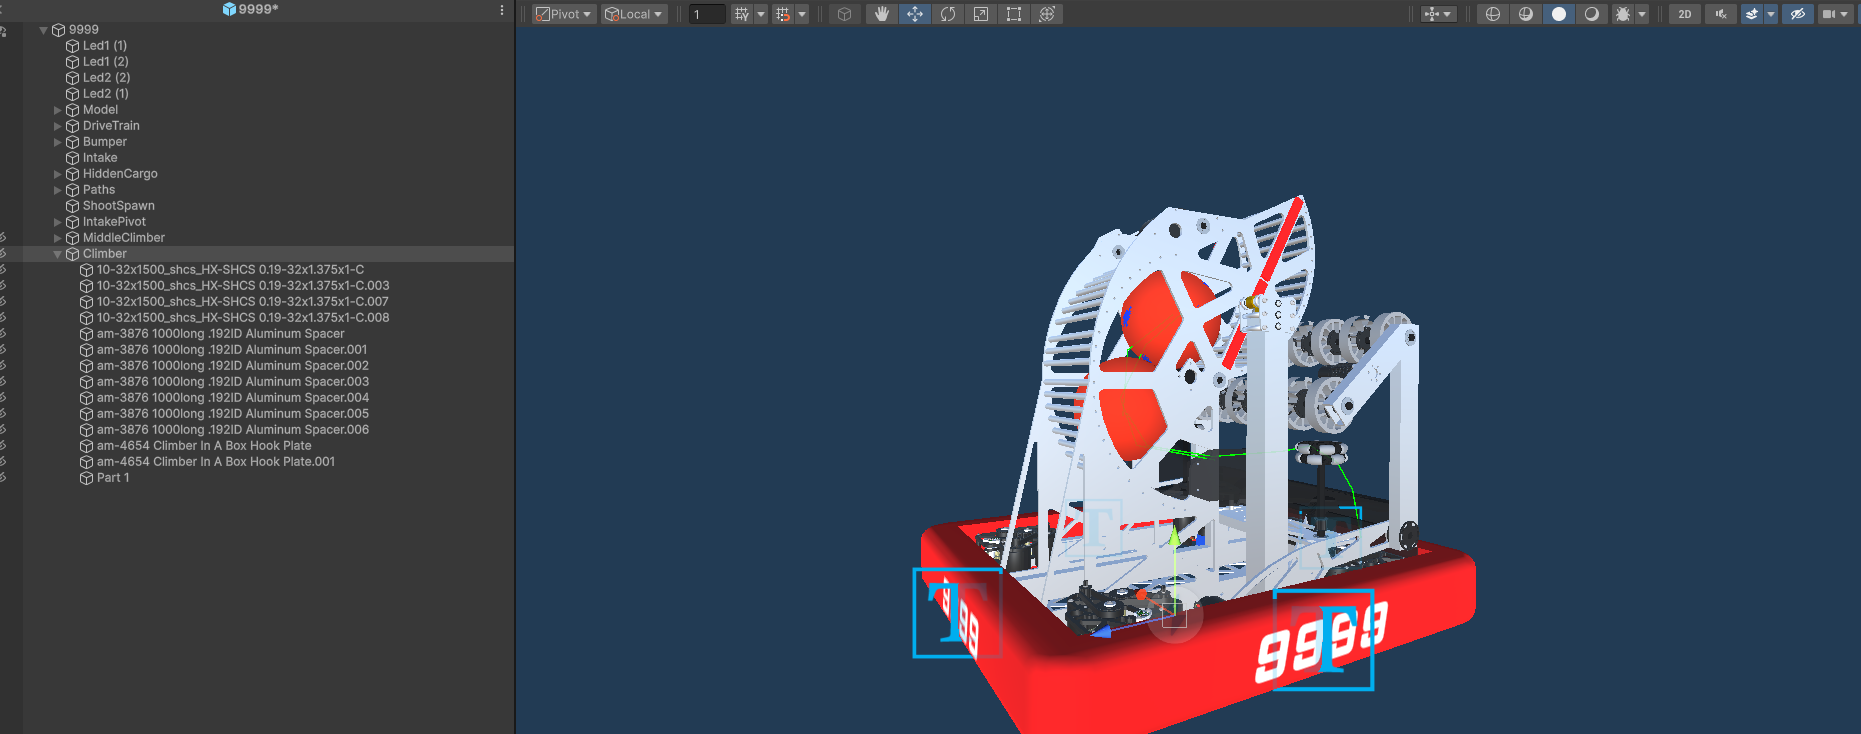 9999*
Pivot
Local
1
2D
9999
Led1 (1)
Led1 (2)
Led2 (2)
Led2 (1)
Model
DriveTrain
Bumper
Intake
HiddenCargo
Paths
ShootSpawn
IntakePivot
MiddleClimber
Climber
10-32x1500_shcs_HX-SHCS 0.19-32x1.375x1-C
10-32x1500_shcs_HX-SHCS 0.19-32x1.375x1-C.003
10-32x1500_shcs_HX-SHCS 0.19-32x1.375x1-C.007
10-32x1500_shcs_HX-SHCS 0.19-32x1.375x1-C.008
am-3876 1000long .192ID Aluminum Spacer
am-3876 1000long .192ID Aluminum Spacer.001
am-3876 1000long .192ID Aluminum Spacer.002
am-3876 1000long .192ID Aluminum Spacer.003
am-3876 1000long .192ID Aluminum Spacer.004
am-3876 1000long .192ID Aluminum Spacer.005
am-3876 1000long .192ID Aluminum Spacer.006
am-4654 Climber In A Box Hook Plate
am-4654 Climber In A Box Hook Plate.001
Part 1
T
T
T
T
9999
9999